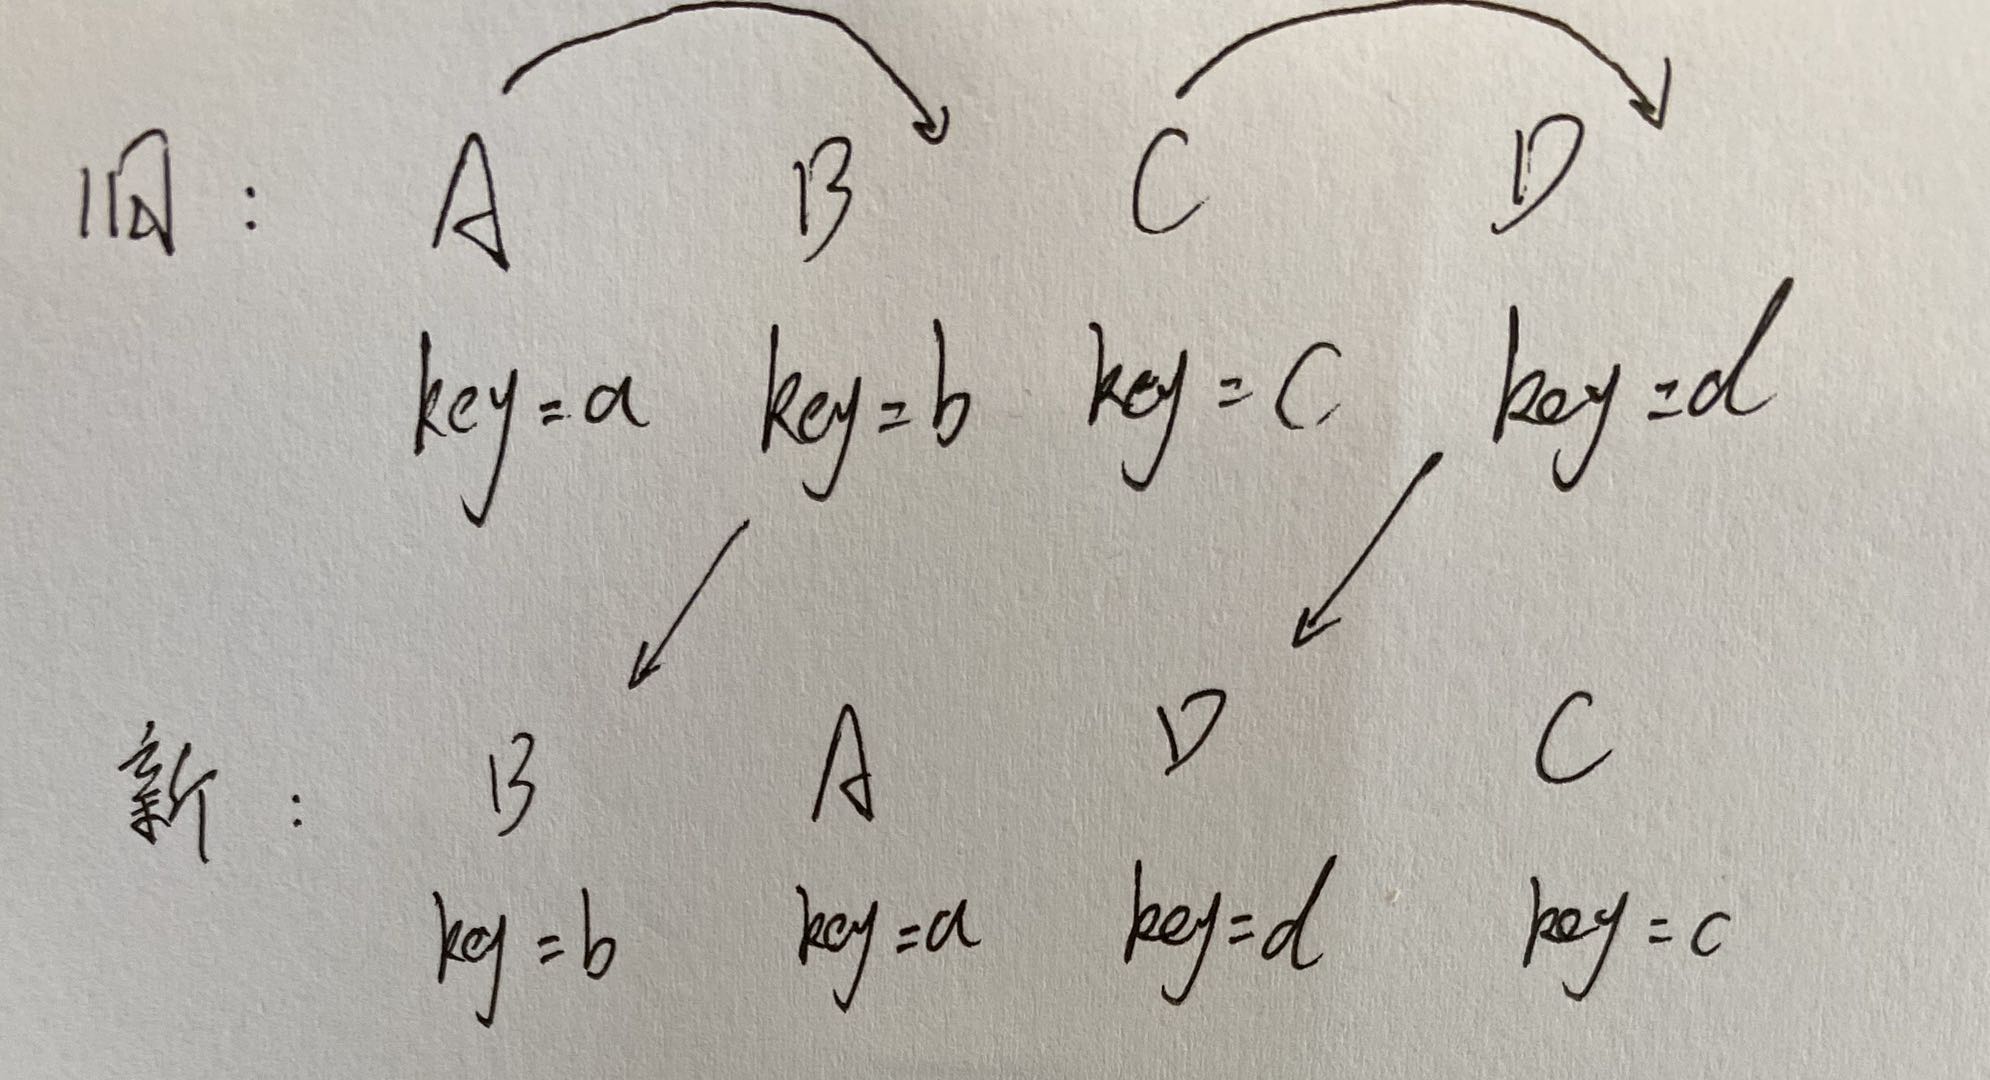 旧： A B C D
key=a key=b key=c key=d
新： B A D C
key=b key=a key=d key=c